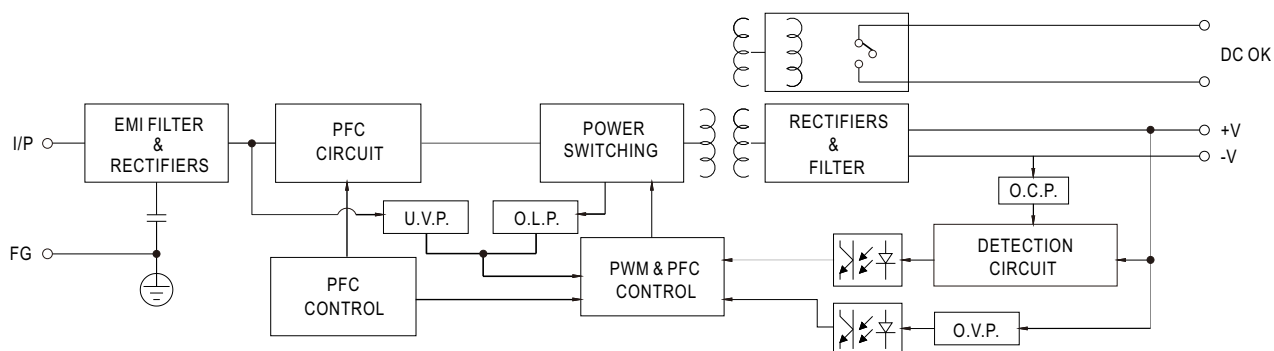 DC OK
I/P
EMI FILTER
&
RECTIFIERS
PFC
CIRCUIT
POWER
SWITCHING
RECTIFIERS
&
FILTER
+V
-V
U.V.P.
O.L.P.
O.C.P.
FG
PFC
CONTROL
PWM & PFC
CONTROL
DETECTION
CIRCUIT
O.V.P.